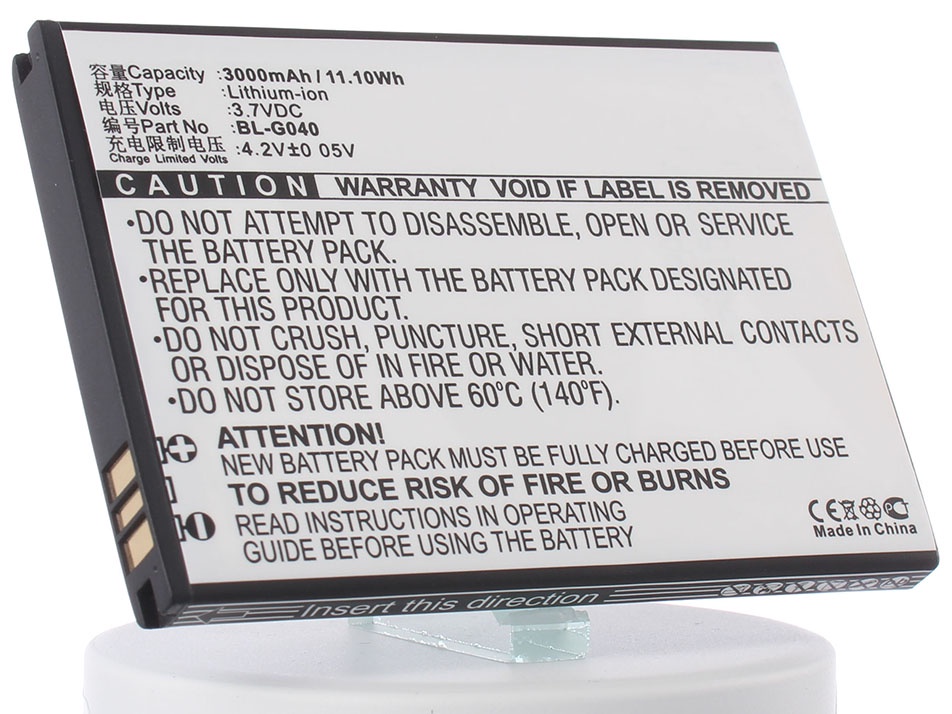 容量Capacity :3000mAh/11.10Wh
规格Type :Lithium-ion
电压Volts :3.7VDC
编号Part No :BL-G040
充电限制电压 :4.2V±0 05V
Charge Limited Volts
CAUTION WARRANTY VOID IF LABEL IS REMOVED
•DO NOT ATTEMPT TO DISASSEMBLE, OPEN OR SERVICE
THE BATTERY PACK.
•REPLACE ONLY WITH THE BATTERY PACK DESIGNATED
FOR THIS PRODUCT.
•DO NOT CRUSH, PUNCTURE, SHORT EXTERNAL CONTACTS
OR DISPOSE OF IN FIRE OR WATER.
•DO NOT STORE ABOVE 60°C (140°F).
ATTENTION!
NEW BATTERY PACK MUST BE FULLY CHARGED BEFORE USE
TO REDUCE RISK OF FIRE OR BURNS
READ INSTRUCTIONS IN OPERATING
GUIDE BEFORE USING THE BATTERY
CE
Made In China
Insert this direction